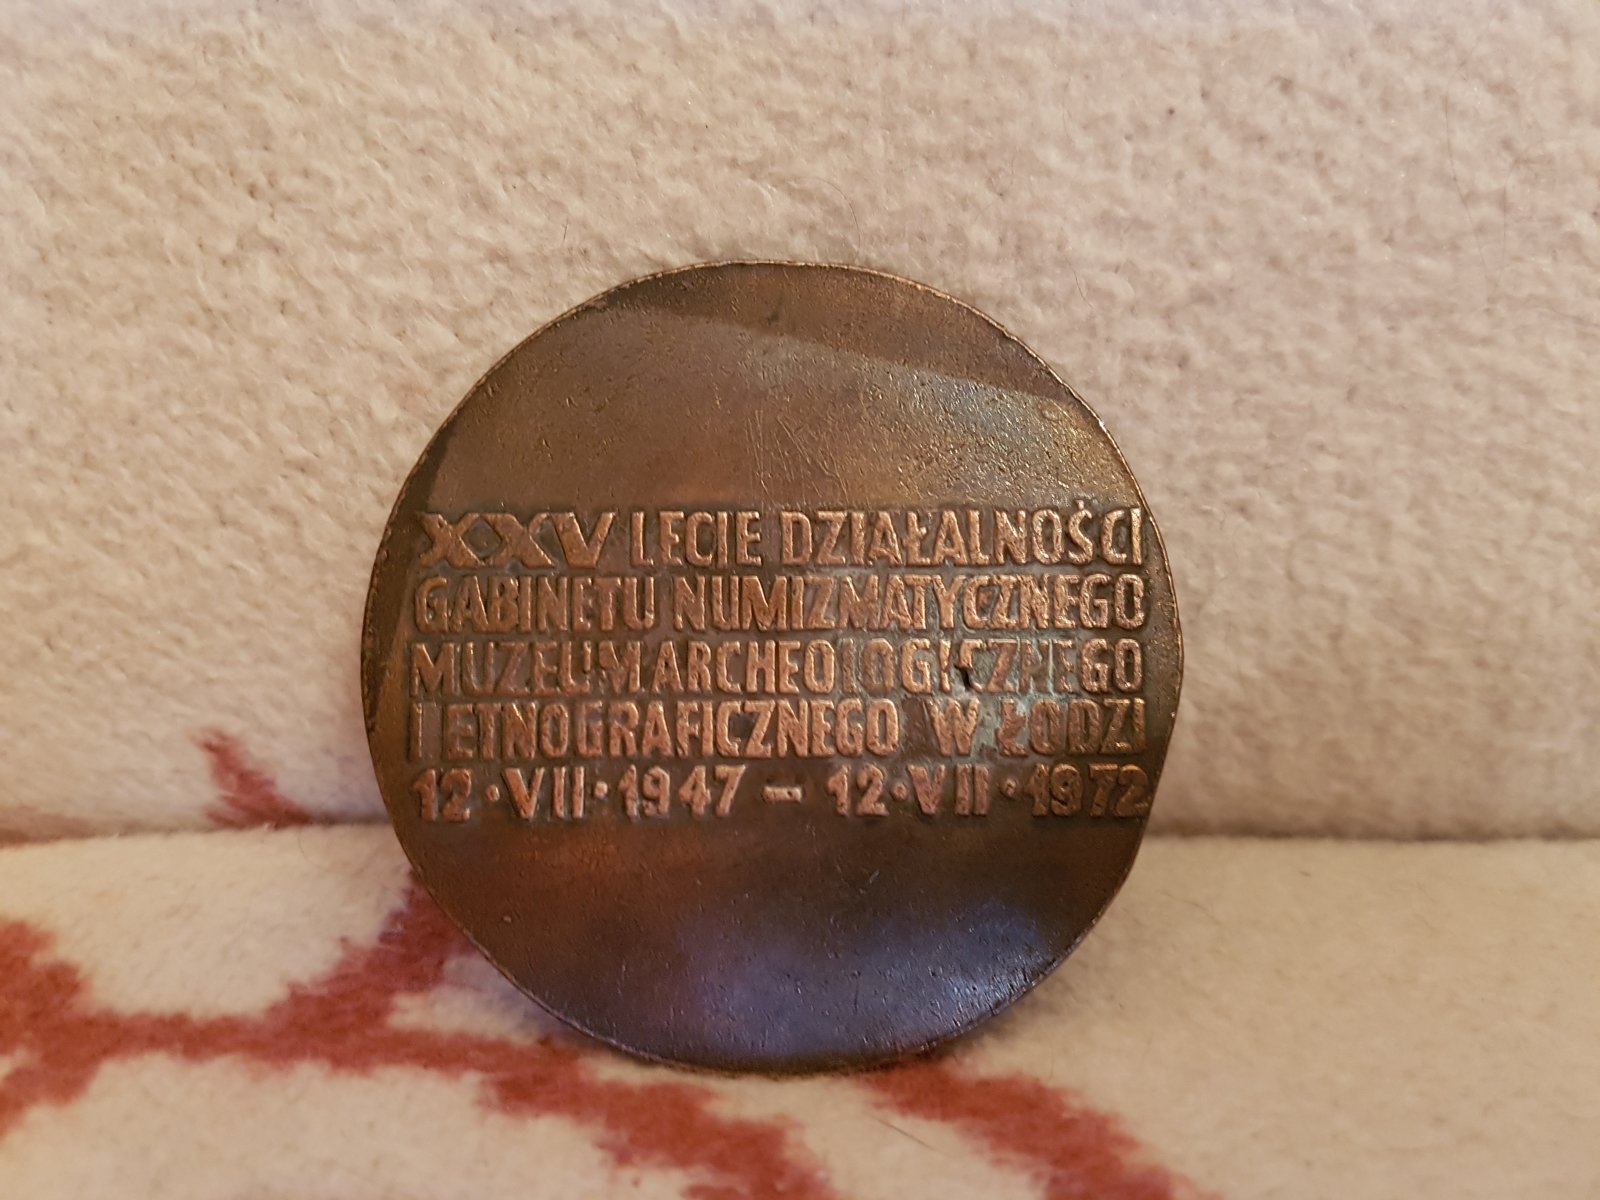 XXV LECIE DZIAŁALNOŚCI
GABINETU NUMIZMATYCZNEGO
MUZEUM ARCHEOLOGICZNEGO
I ETNOGRAFICZNEGO W ŁODZI
12·VII·1947 – 12·VII·1972